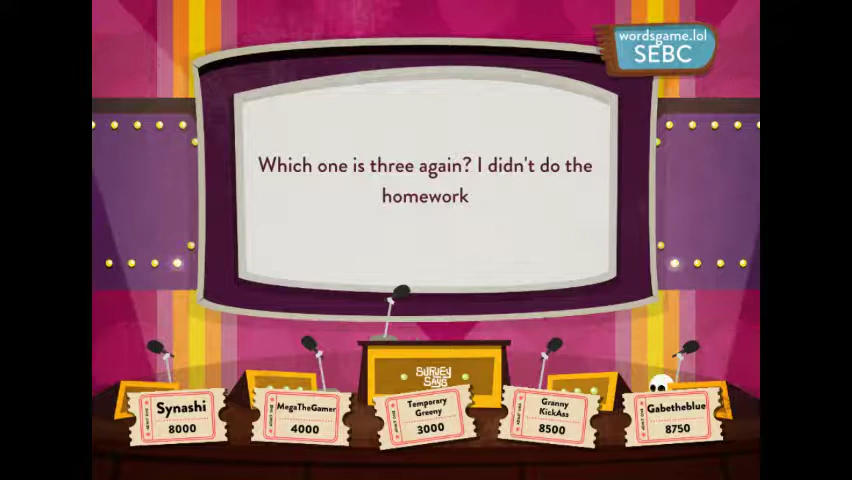 wordsgame.lol
SEBC
Which one is three again? I didn't do the
homework
SURVEY
SAYS
Synashi
8000
MegaTheGamer
4000
Temporary
Greeny
3000
Granny
KickAss
8500
Gabetheblue
8750